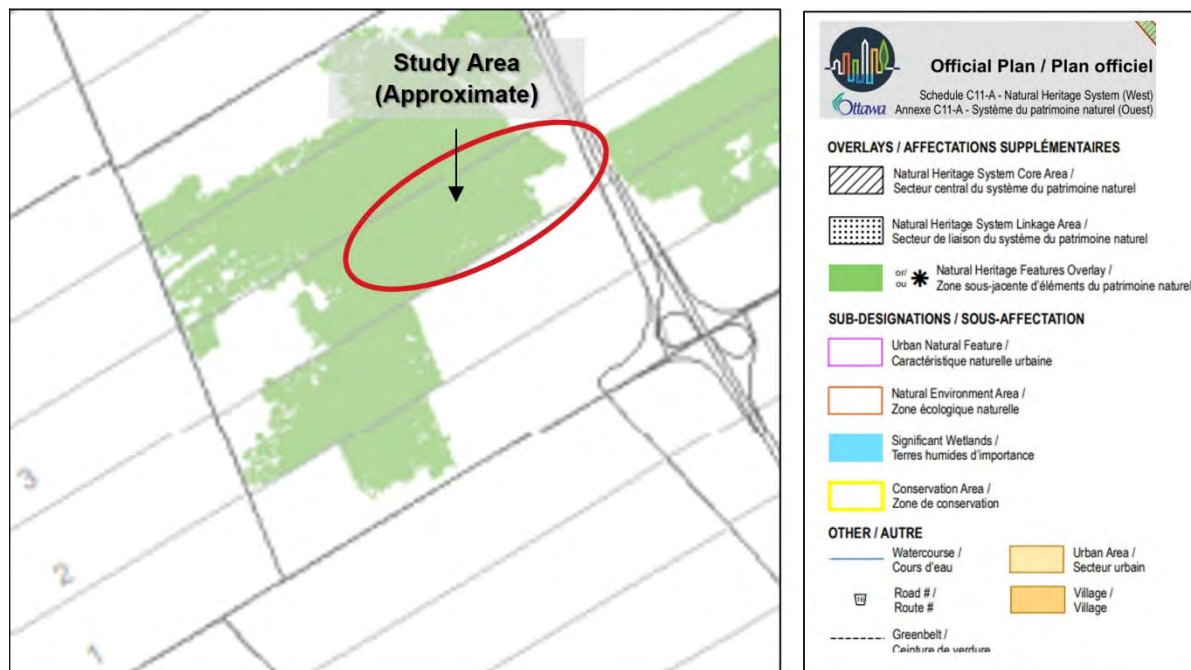 Study Area
(Approximate)
3
2
1
Ottawa
Official Plan / Plan officiel
Schedule C11-A - Natural Heritage System (West)
Annexe C11-A - Système du patrimoine naturel (Ouest)
OVERLAYS / AFFECTATIONS SUPPLÉMENTAIRES
Natural Heritage System Core Area /
Secteur central du système du patrimoine naturel
Natural Heritage System Linkage Area /
Secteur de liaison du système du patrimoine naturel
or/
ou
Natural Heritage Features Overlay /
Zone sous-jacente d'éléments du patrimoine naturel
SUB-DESIGNATIONS / SOUS-AFFECTATION
Urban Natural Feature /
Caractéristique naturelle urbaine
Natural Environment Area /
Zone écologique naturelle
Significant Wetlands /
Terres humides d'importance
Conservation Area /
Zone de conservation
OTHER / AUTRE
Watercourse /
Cours d'eau
Urban Area /
Secteur urbain
Road # /
Route #
Village /
Village
Greenbelt /
Ceinture de verdure